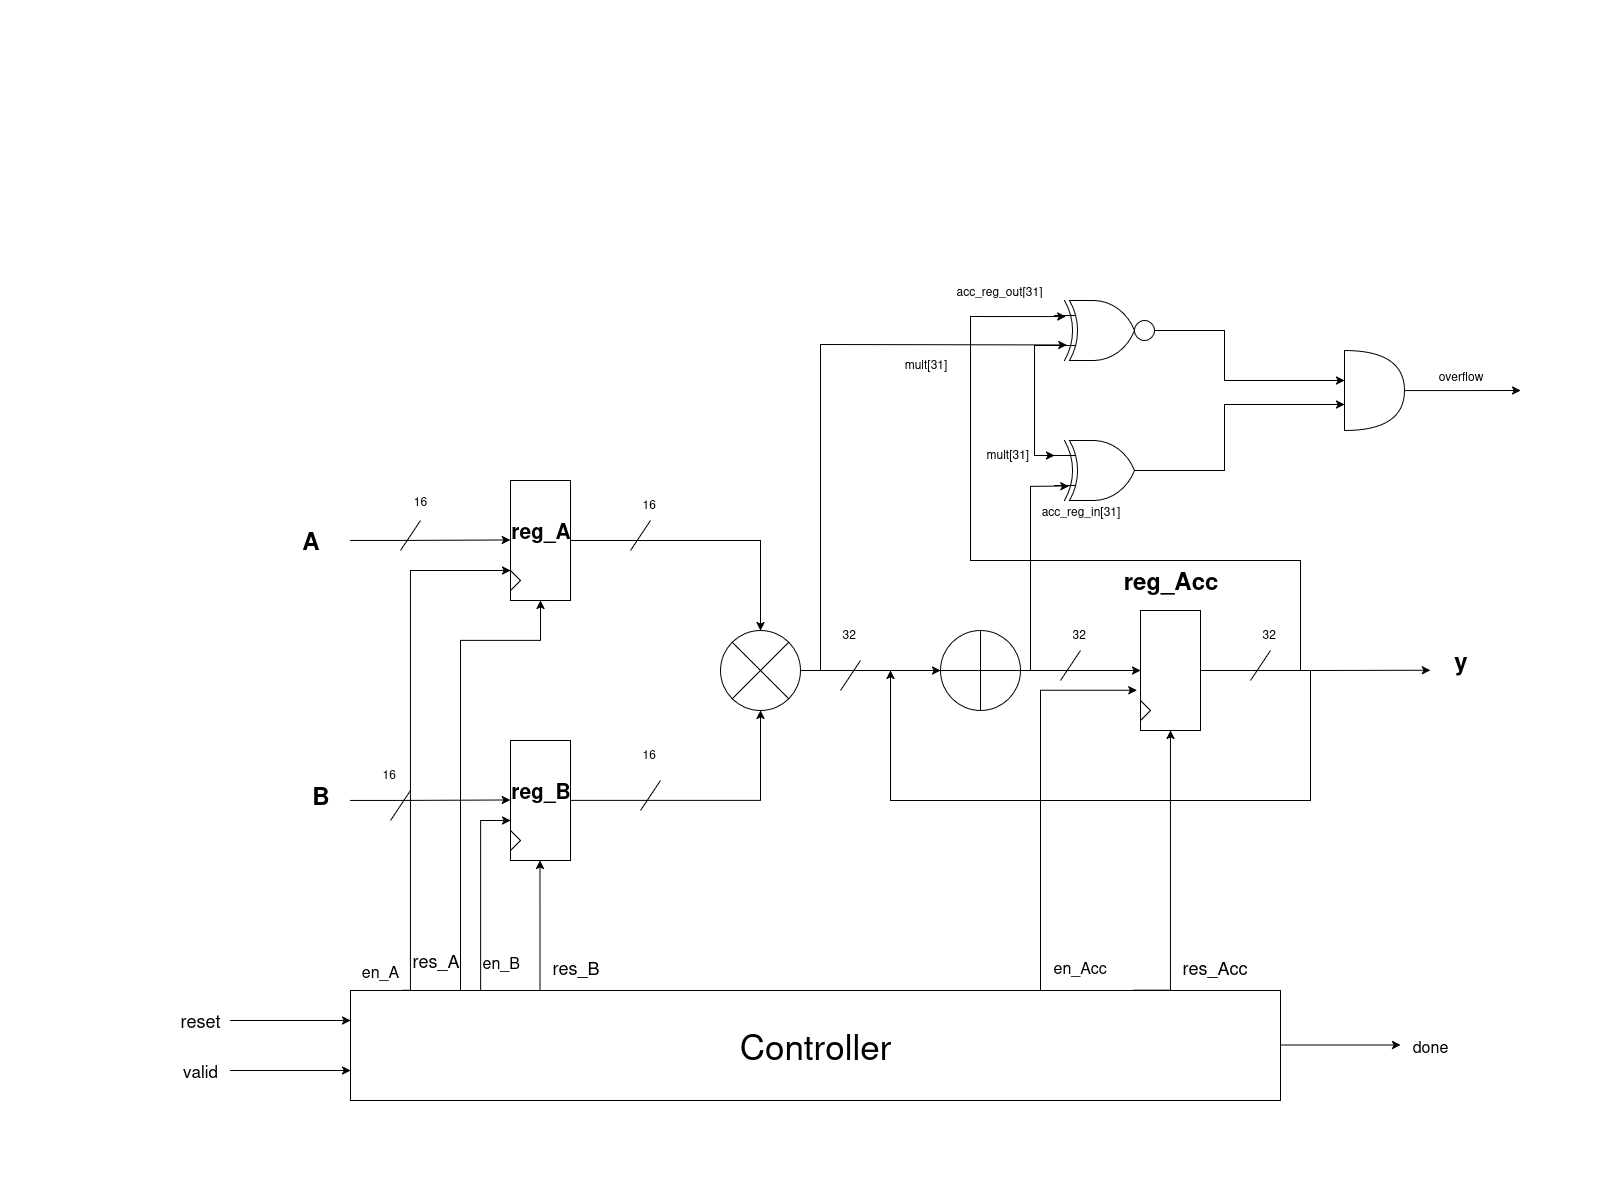 acc_reg_out[31]
mult[31]
overflow
mult[31]
acc_reg_in[31]
16
16
A
reg_A
reg_Acc
32
32
32
y
16
16
B
reg_B
en_A
res_A
en_B
res_B
en_Acc
res_Acc
reset
valid
Controller
done